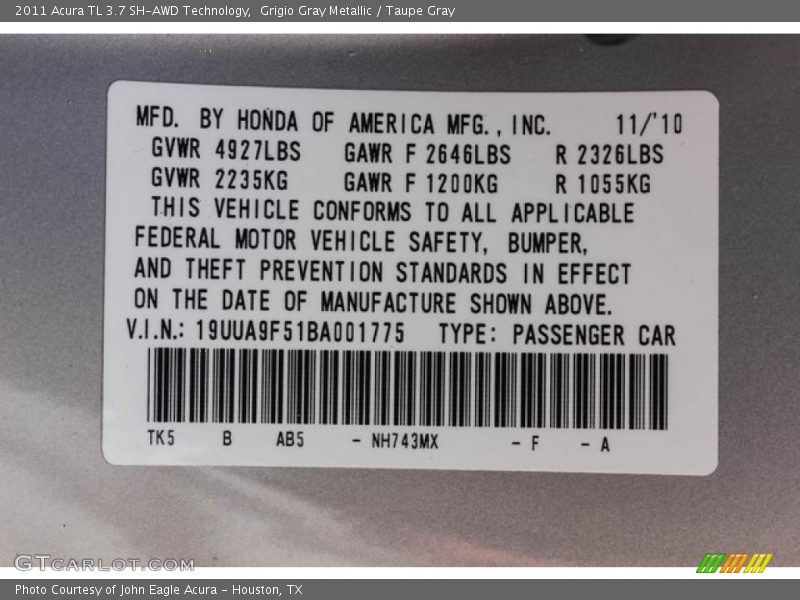 2011 Acura TL 3.7 SH-AWD Technology,  Grigio Gray Metallic / Taupe Gray
MFD. BY HONDA OF AMERICA MFG., INC. 11/'10
GVWR 4927LBS GAWR F 2646LBS R 2326LBS
GVWR 2235KG GAWR F 1200KG R 1055KG
THIS VEHICLE CONFORMS TO ALL APPLICABLE
FEDERAL MOTOR VEHICLE SAFETY, BUMPER,
AND THEFT PREVENTION STANDARDS IN EFFECT
ON THE DATE OF MANUFACTURE SHOWN ABOVE.
V.I.N.: 19UUA9F51BA001775 TYPE: PASSENGER CAR
TK5 B AB5 - NH743MX - F - A
GTCARLOT.COM
Photo Courtesy of John Eagle Acura - Houston, TX